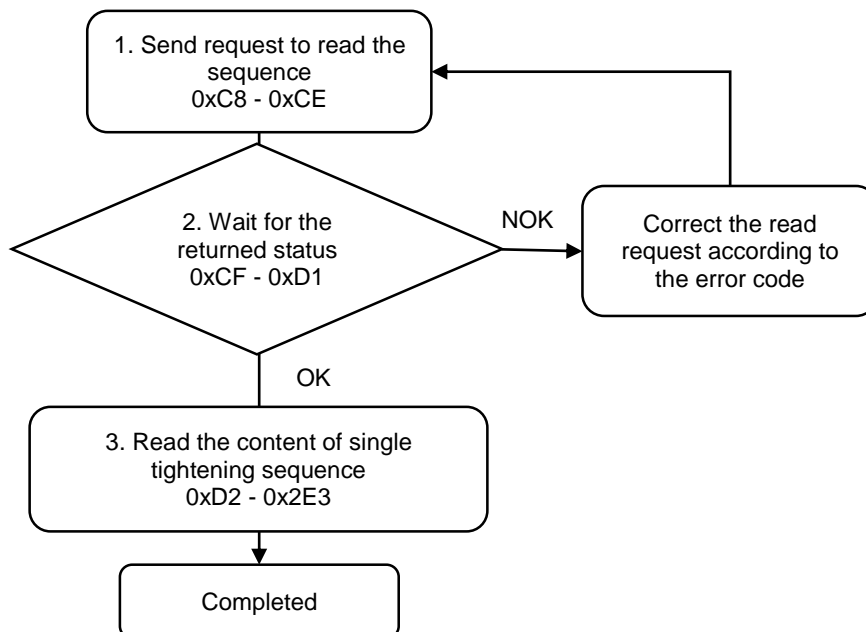 1. Send request to read the
sequence
0xC8 - 0xCE
2. Wait for the
returned status
0xCF - 0xD1
NOK
Correct the read
request according to
the error code
OK
3. Read the content of single
tightening sequence
0xD2 - 0x2E3
Completed